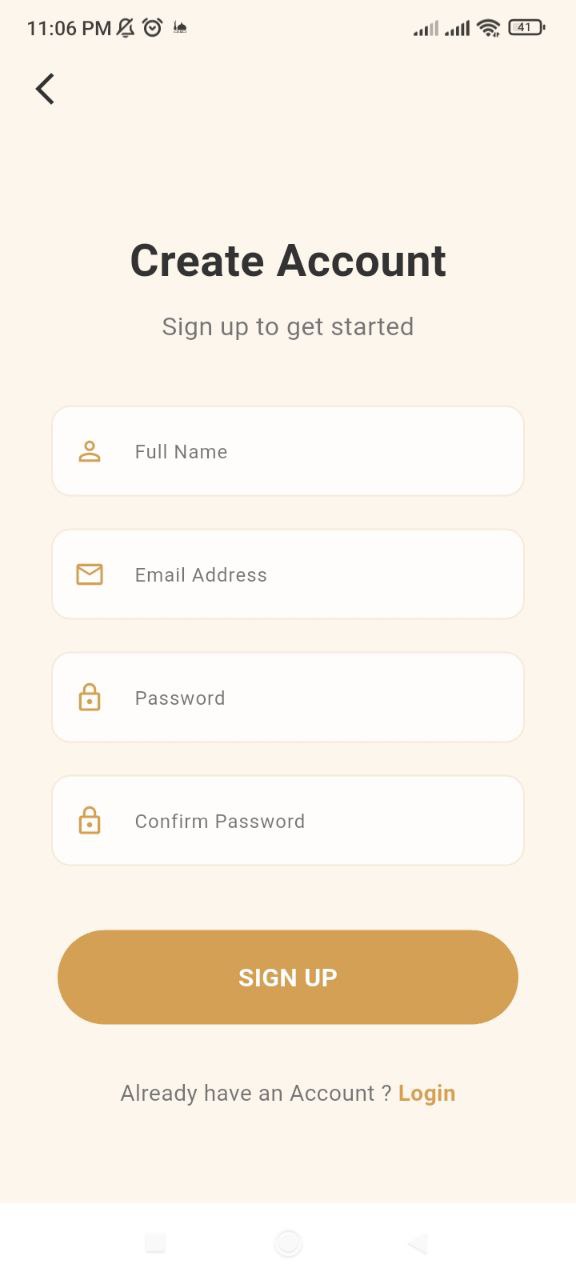 11:06 PM
41
Create Account
Sign up to get started
Full Name
Email Address
Password
Confirm Password
SIGN UP
Already have an Account ? Login